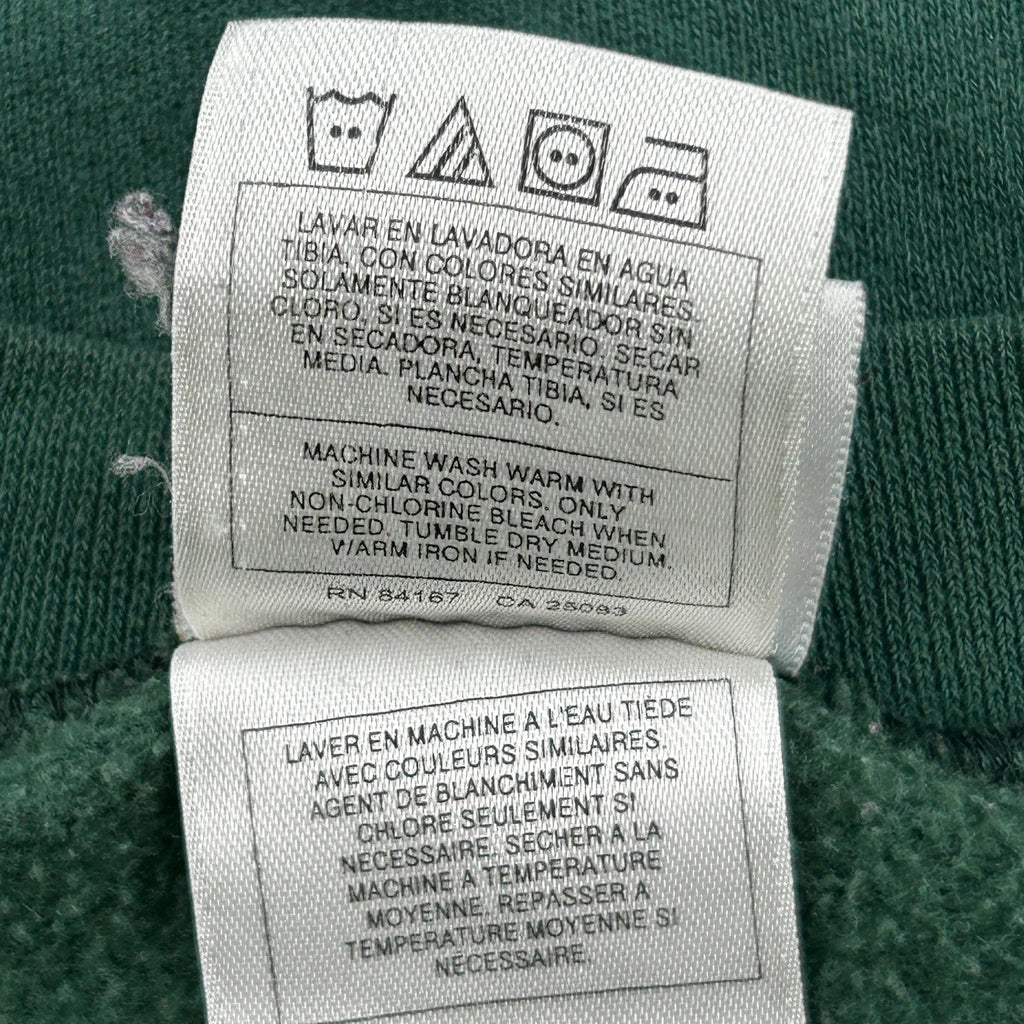 LAVAR EN LAVADORA EN AGUA
TIBIA, CON COLORES SIMILARES.
SOLAMENTE BLANQUEADOR SIN
CLORO, SI ES NECESARIO. SECAR
EN SECADORA, TEMPERATURA
MEDIA. PLANCHA TIBIA, SI ES
NECESARIO.
MACHINE WASH WARM WITH
SIMILAR COLORS. ONLY
NON-CHLORINE BLEACH WHEN
NEEDED. TUMBLE DRY MEDIUM.
WARM IRON IF NEEDED.
RN 84167 CA 25083
LAVER EN MACHINE A L'EAU TIÈDE
AVEC COULEURS SIMILAIRES.
AGENT DE BLANCHIMENT SANS
CHLORE SEULEMENT SI
NÉCESSAIRE. SÉCHER A LA
MACHINE A TEMPÉRATURE
MOYENNE. REPASSER A
TEMPÉRATURE MOYENNE SI
NÉCESSAIRE.